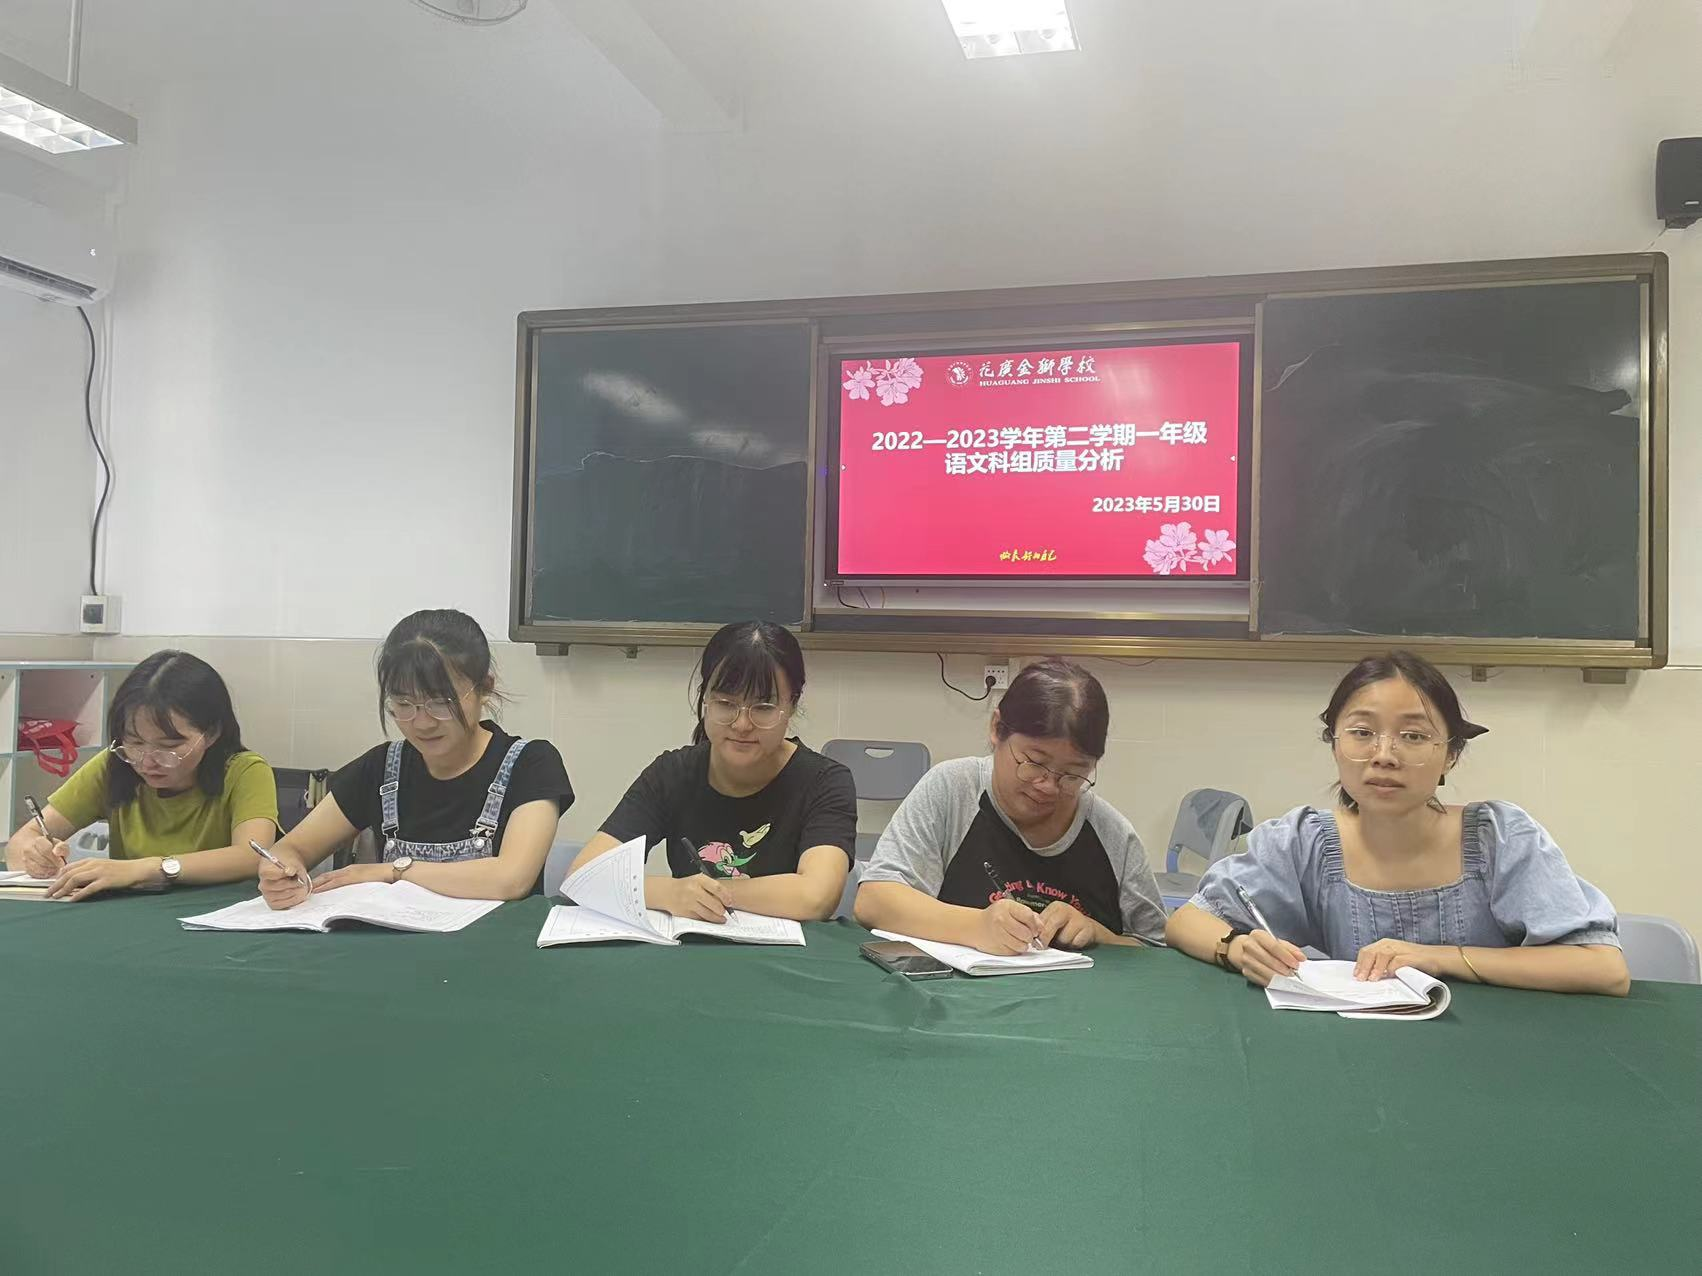 花廣金獅學校
HUAGUANG JINSHI SCHOOL
2022—2023学年第二学期一年级
语文科组质量分析
2023年5月30日